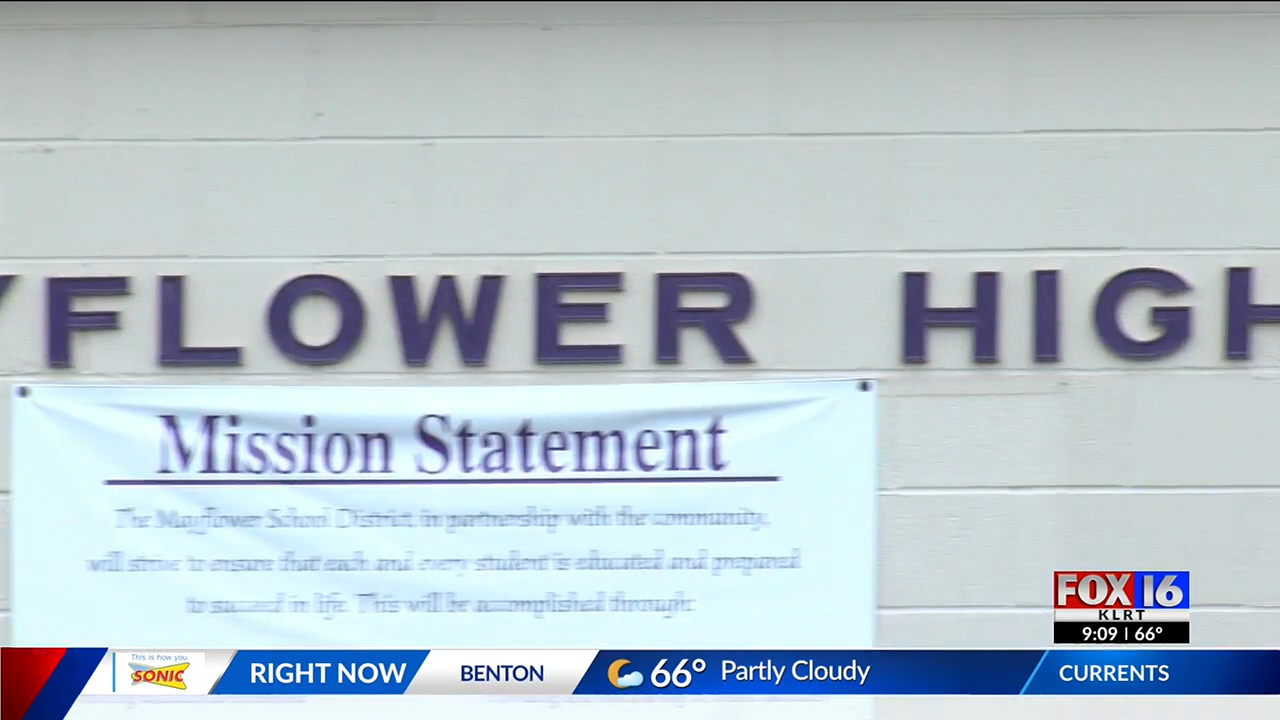 YFLOWER HIGH
Mission Statement
The Mayflower School District, in partnership with the community,
will strive to ensure that each and every student is educated and prepared
to succeed in life. This will be accomplished through:
FOX 16
KLRT
9:09 | 66°
This is how you
SONIC
RIGHT NOW
BENTON
66° Partly Cloudy
CURRENTS